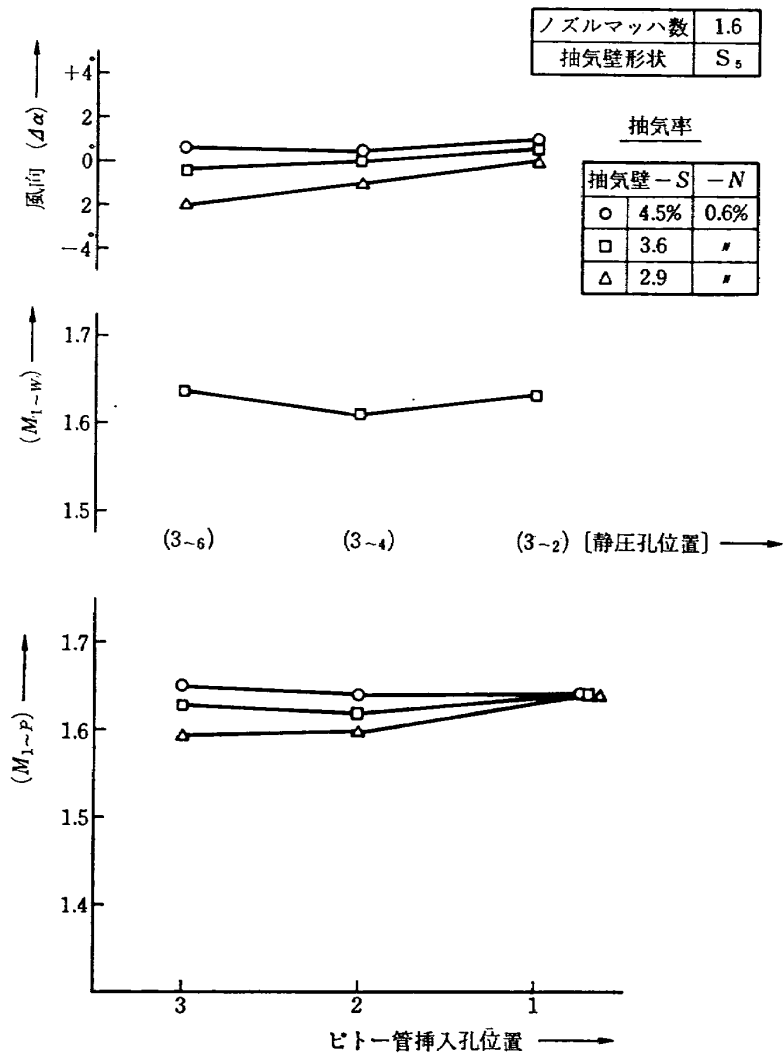 ノズルマッハ数 1.6
抽気壁形状 S₅
抽気率
抽気壁-S -N
4.5% 0.6%
3.6 〃
2.9 〃
風向 (Δα)
+4°
2
0°
2
-4°
(M₁~w)
1.7
1.6
1.5
(3~6) (3~4) (3~2) [静圧孔位置]
(M₁~P)
1.7
1.6
1.5
1.4
3 2 1
ピトー管挿入孔位置